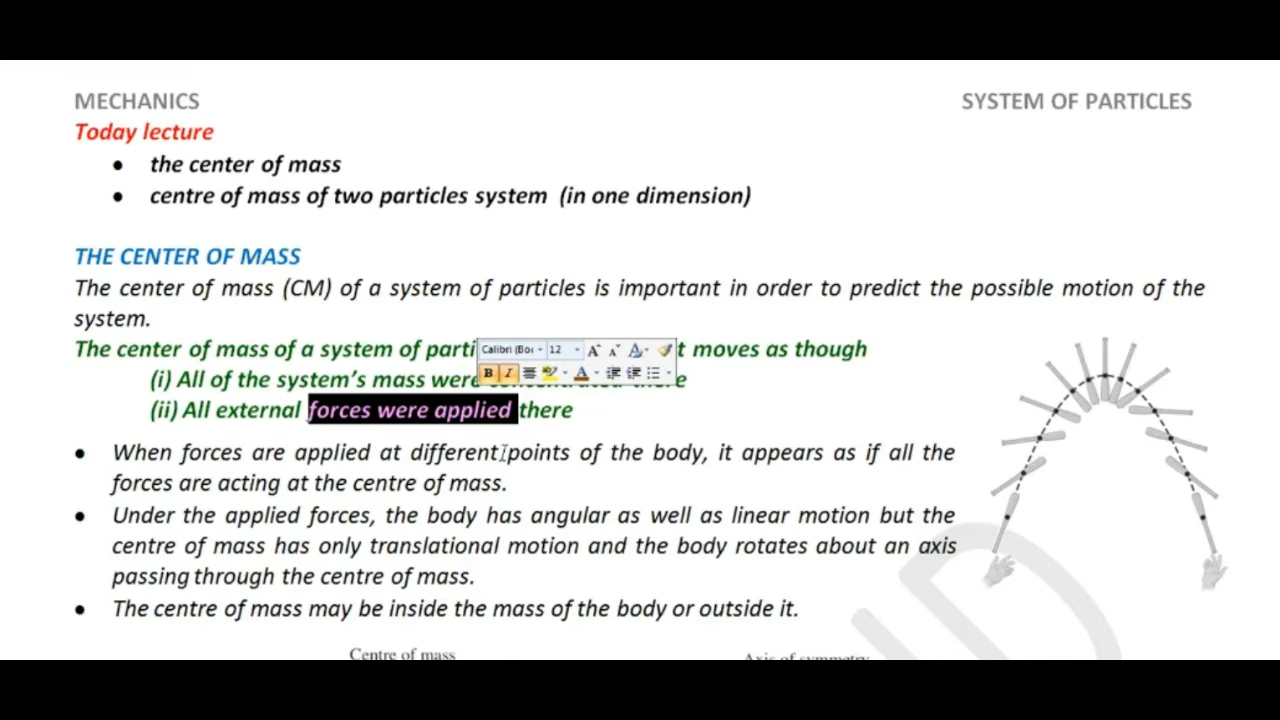 MECHANICS SYSTEM OF PARTICLES
Today lecture
• the center of mass
• centre of mass of two particles system (in one dimension)
THE CENTER OF MASS
The center of mass (CM) of a system of particles is important in order to predict the possible motion of the
system.
The center of mass of a system of moves as though
Calibri 12
(i) All of the system's mass were
B I A
(ii) All external forces were applied there
• When forces are applied at different points of the body, it appears as if all the
forces are acting at the centre of mass.
• Under the applied forces, the body has angular as well as linear motion but the
centre of mass has only translational motion and the body rotates about an axis
passing through the centre of mass.
• The centre of mass may be inside the mass of the body or outside it.
Centre of mass Axis of symmetry